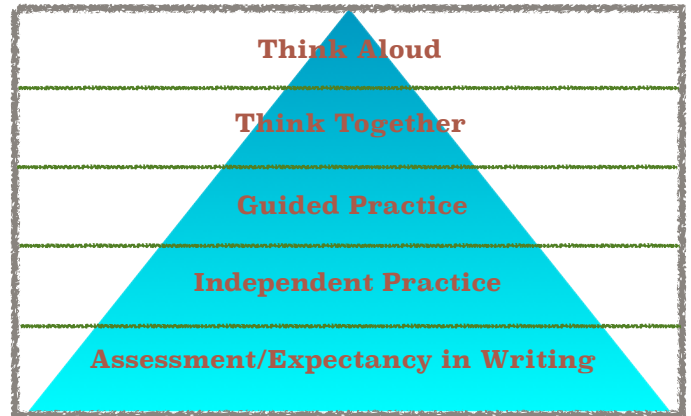 Think Aloud
Think Together
Guided Practice
Independent Practice
Assessment/Expectancy in Writing